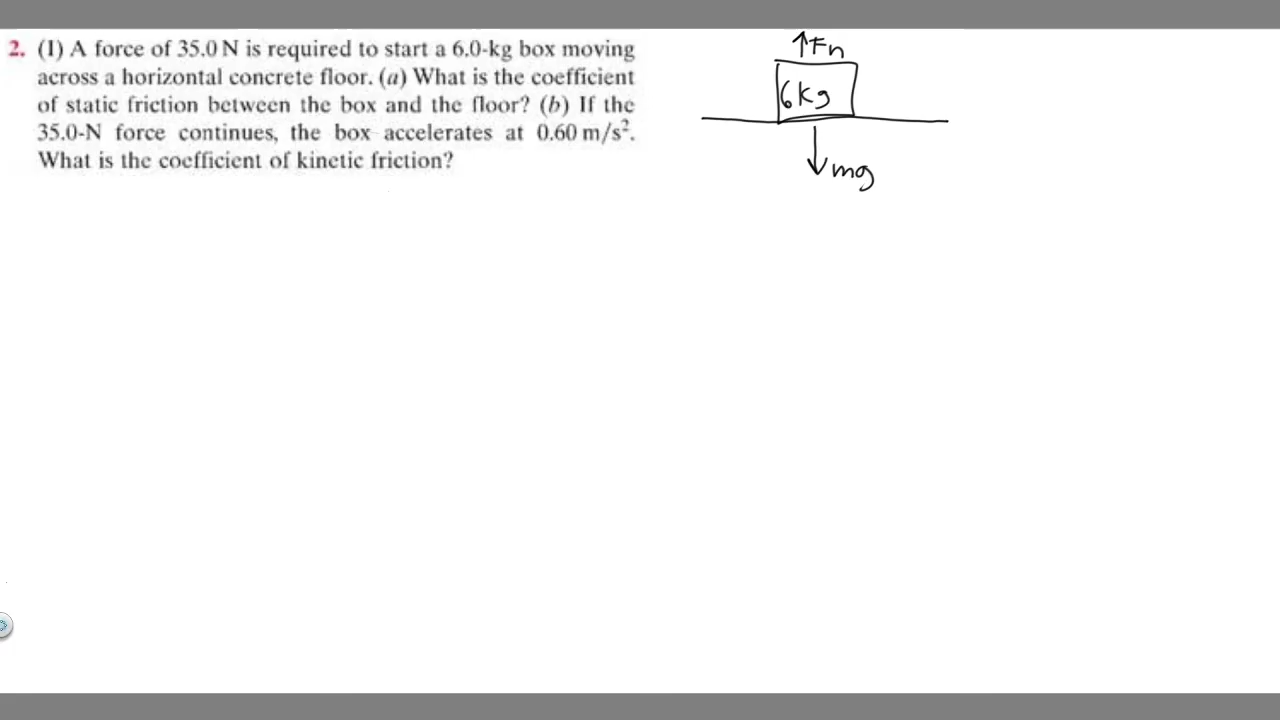 2. (I) A force of 35.0 N is required to start a 6.0-kg box moving
across a horizontal concrete floor. (a) What is the coefficient
of static friction between the box and the floor? (b) If the
35.0-N force continues, the box accelerates at 0.60 m/s².
What is the coefficient of kinetic friction?
Fn
6kg
mg